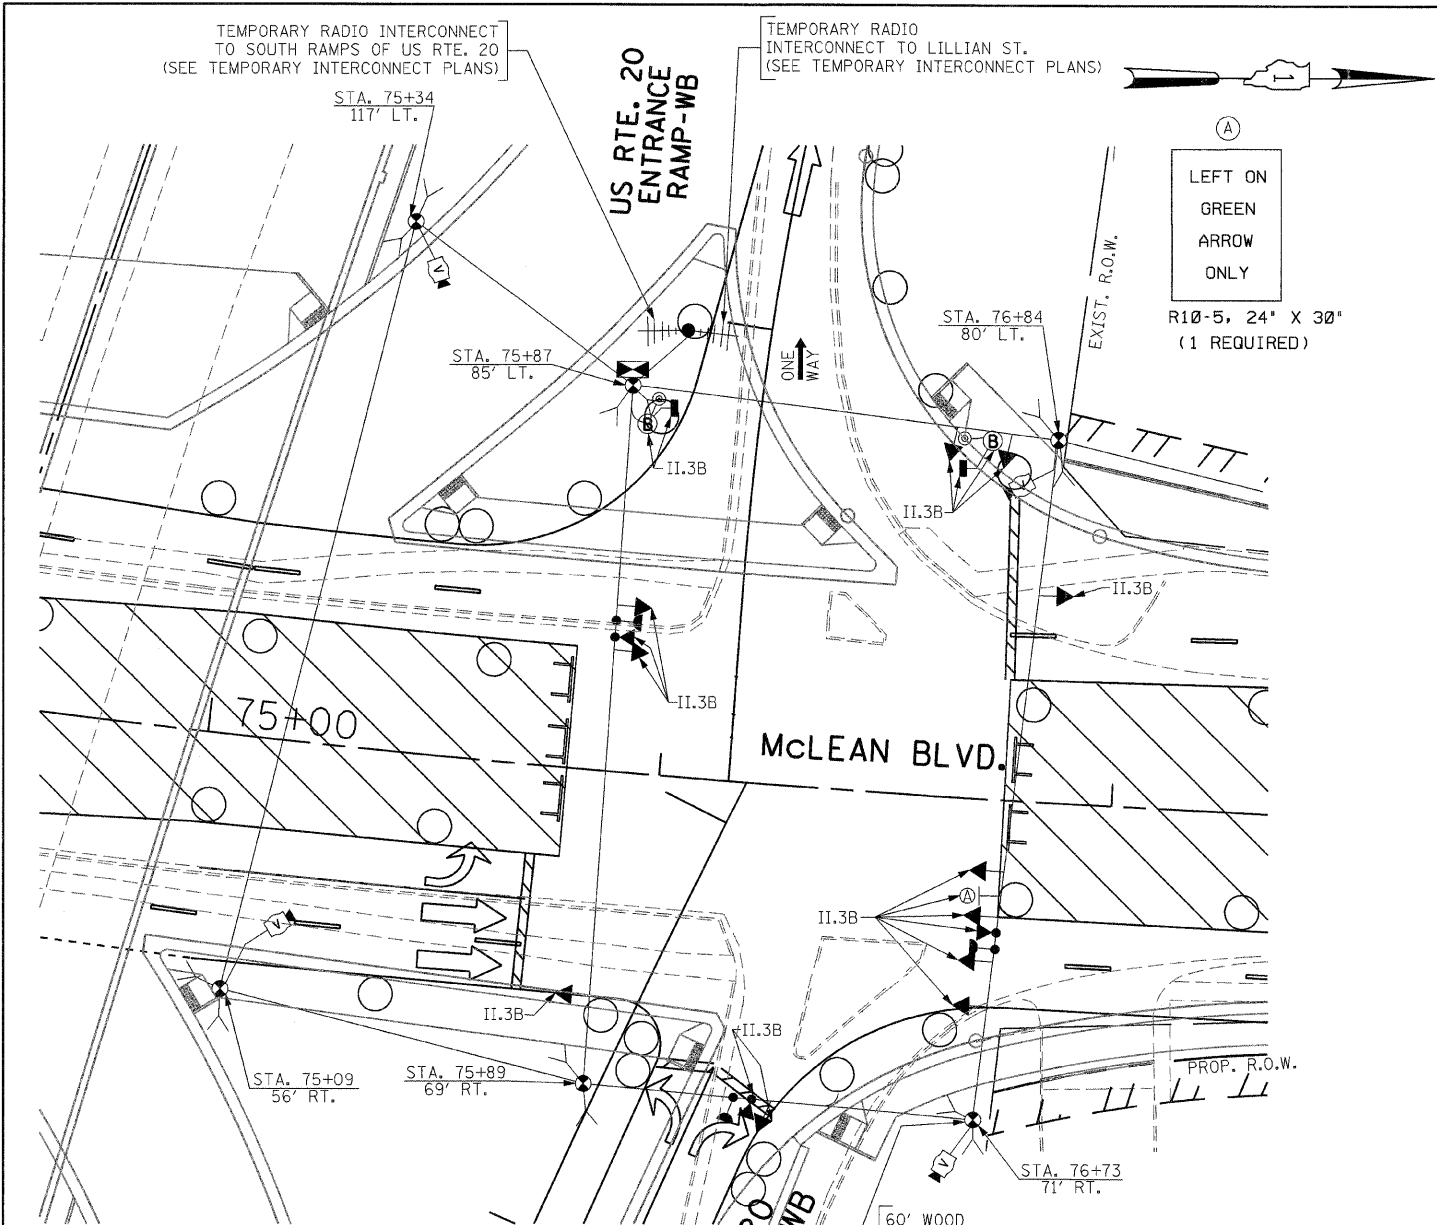 TEMPORARY RADIO INTERCONNECT
TO SOUTH RAMPS OF US RTE. 20
(SEE TEMPORARY INTERCONNECT PLANS)
TEMPORARY RADIO
INTERCONNECT TO LILLIAN ST.
(SEE TEMPORARY INTERCONNECT PLANS)
STA. 75+34
117' LT.
US RTE. 20
ENTRANCE
RAMP-WB
A
LEFT ON
GREEN
ARROW
ONLY
R10-5, 24" X 30"
(1 REQUIRED)
EXIST. R.O.W.
STA. 76+84
80' LT.
STA. 75+87
85' LT.
ONE
WAY
V
B
II.3B
B
II.3B
II.3B
II.3B
75+00
McLEAN BLVD.
II.3B
A
V
II.3B
II.3B
STA. 75+09
56' RT.
STA. 75+89
69' RT.
PROP. R.O.W.
V
STA. 76+73
71' RT.
60' WOOD
20
WB